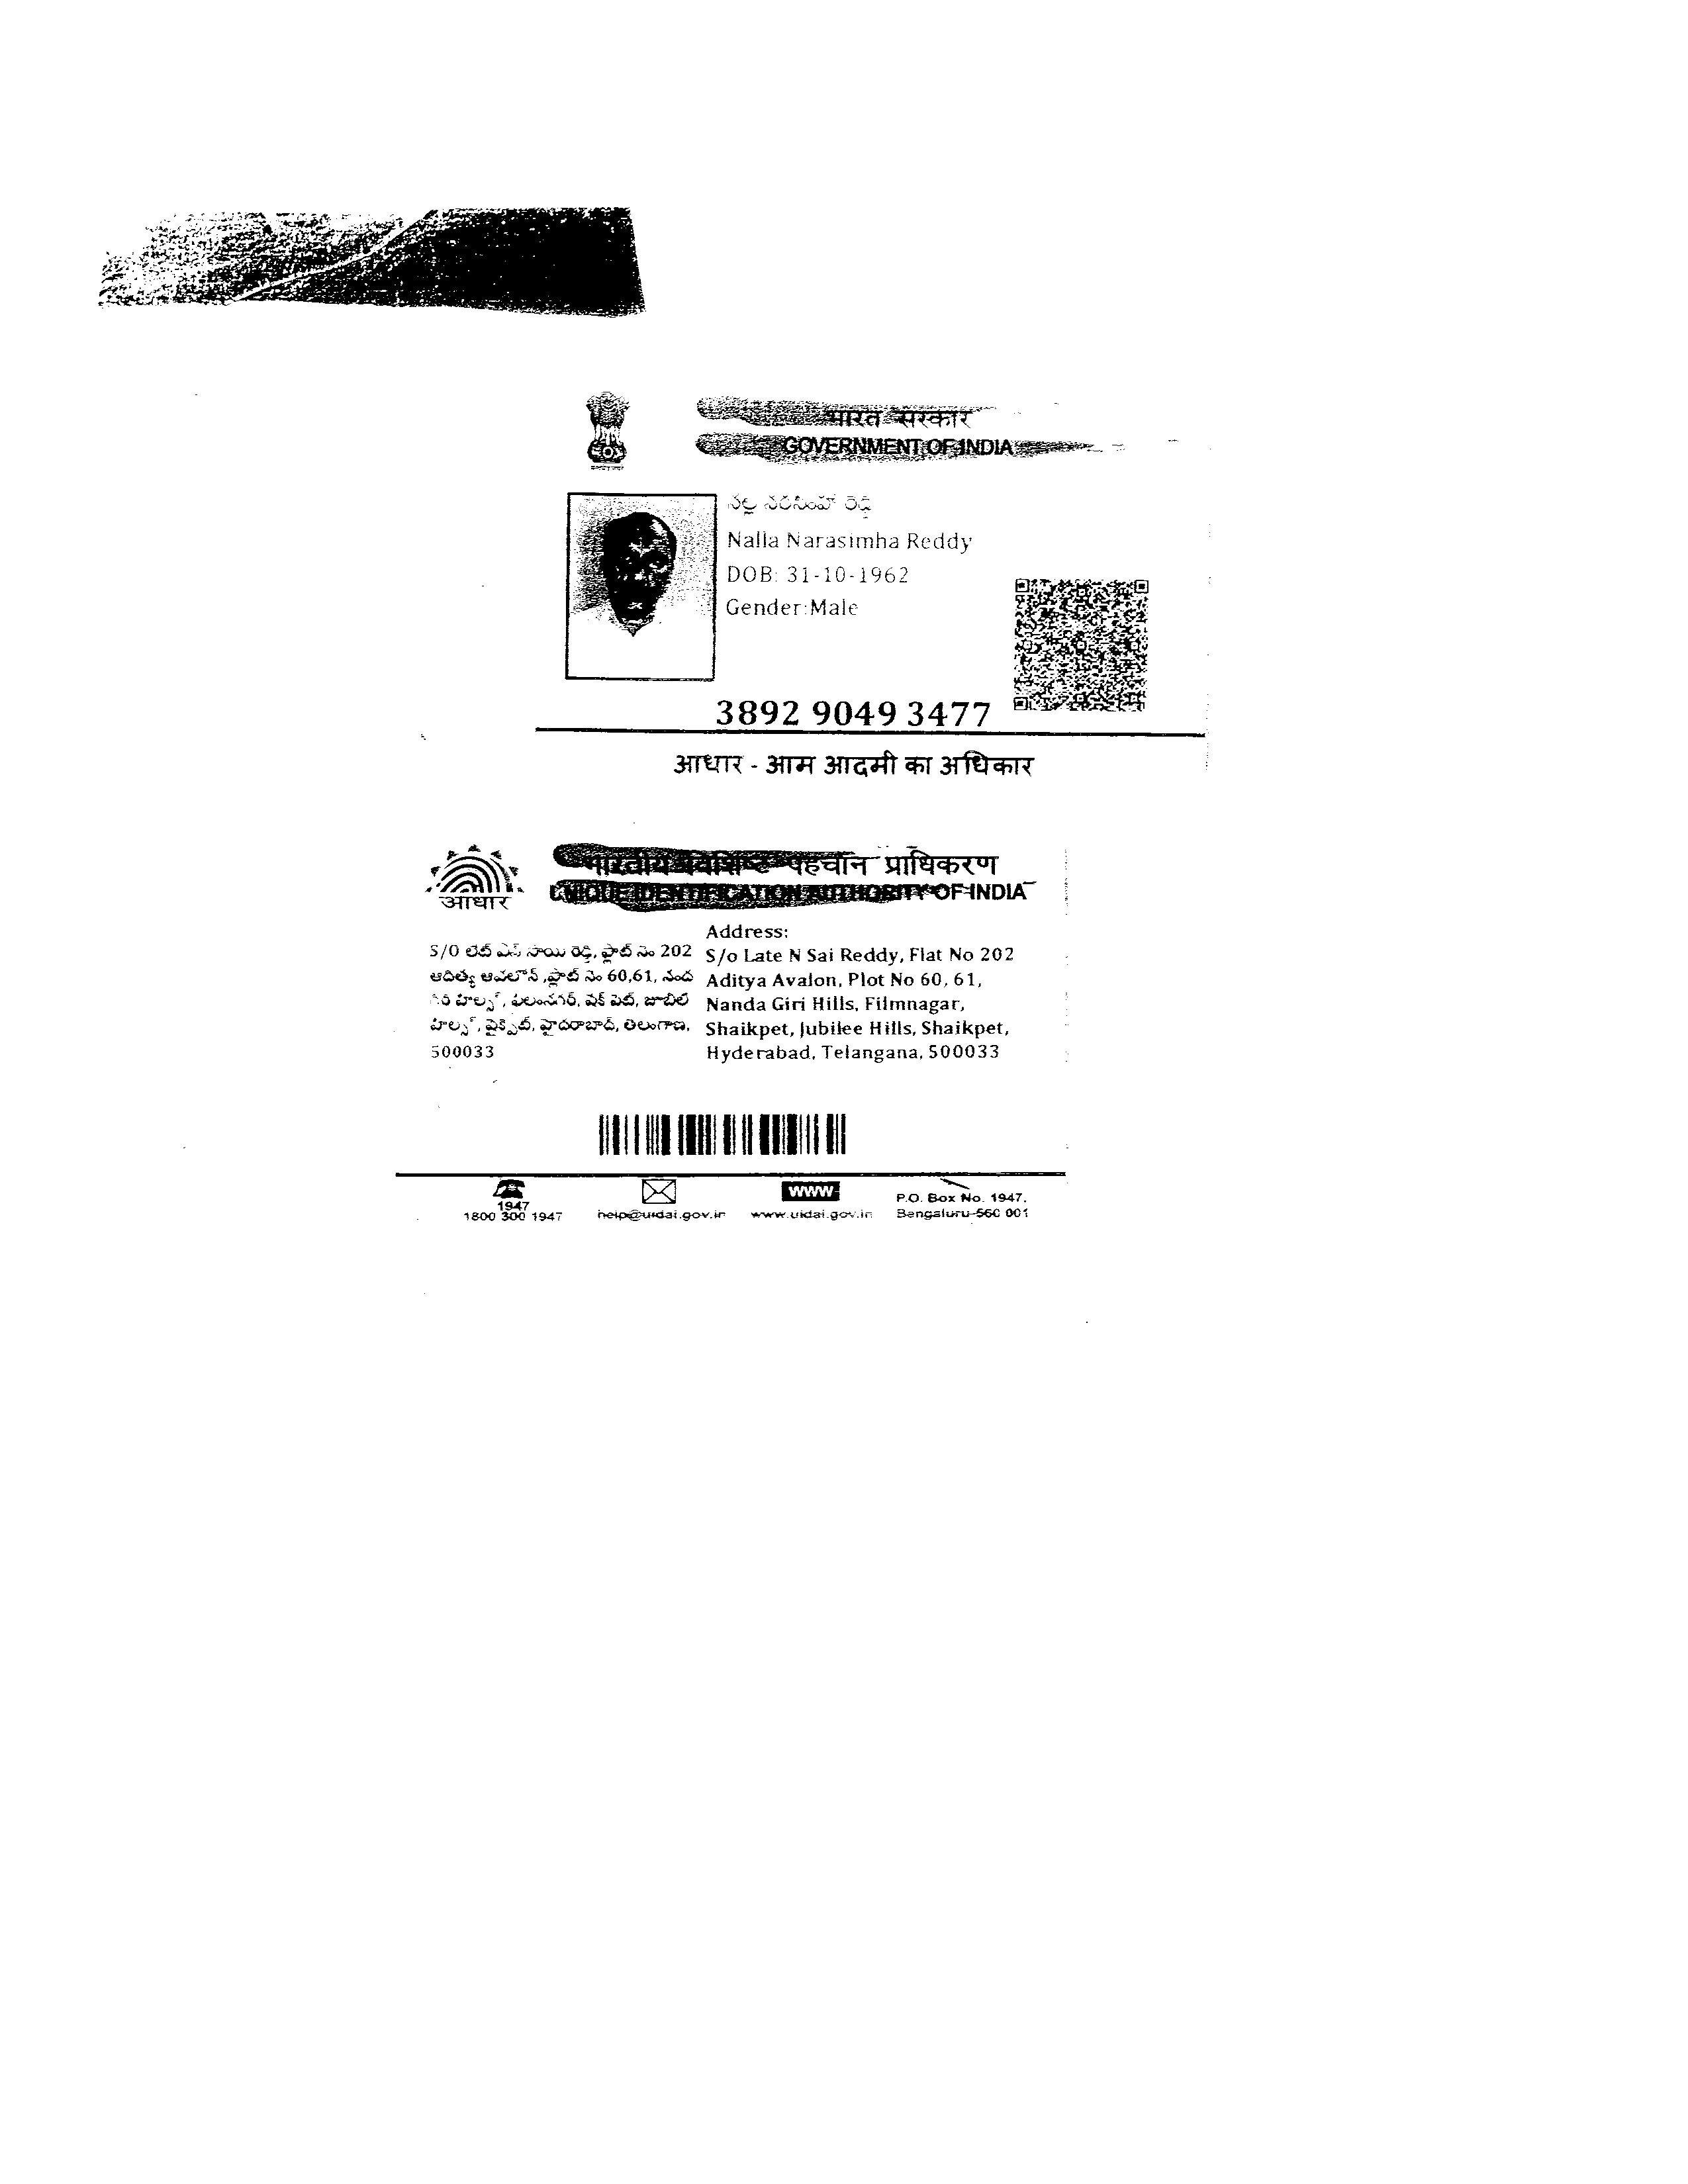 भारत सरकार
GOVERNMENT OF INDIA
నల్ల నరసింహా రెడ్డి
Nalla Narasimha Reddy
DOB: 31-10-1962
Gender:Male
3892 9049 3477
आधार - आम आदमी का अधिकार
भारतीय विशिष्ट पहचान प्राधिकरण
UNIQUE IDENTIFICATION AUTHORITY OF INDIA
आधार
Address:
S/o Late N Sai Reddy, Flat No 202
Aditya Avalon, Plot No 60, 61,
Nanda Giri Hills, Filmnagar,
Shaikpet, Jubilee Hills, Shaikpet,
Hyderabad, Telangana, 500033
S/O లేట్ ఎన్ సాయి రెడ్డి, ఫ్లాట్ నెం 202
ఆదిత్య ఆవలోన్ ,ప్లాట్ నెం 60,61, నంద
గిరి హిల్స్, ఫిలంనగర్, షేక్ పెట్, జూబిలీ
హిల్స్, హైదరాబాద్, తెలంగాణ,
500033
1947
1800 300 1947
help@uidai.gov.in
www
www.uidai.gov.in
P.O. Box No. 1947,
Bengaluru-560 001